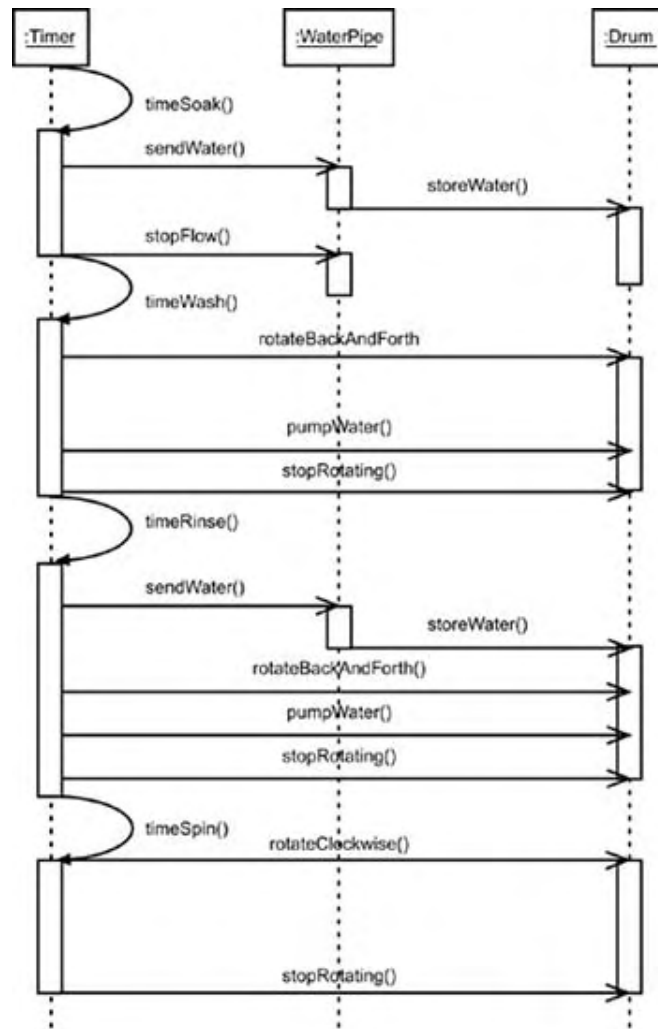 :Timer
:WaterPipe
:Drum
timeSoak()
sendWater()
storeWater()
stopFlow()
timeWash()
rotateBackAndForth
pumpWater()
stopRotating()
timeRinse()
sendWater()
storeWater()
rotateBackAndForth()
pumpWater()
stopRotating()
timeSpin()
rotateClockwise()
stopRotating()